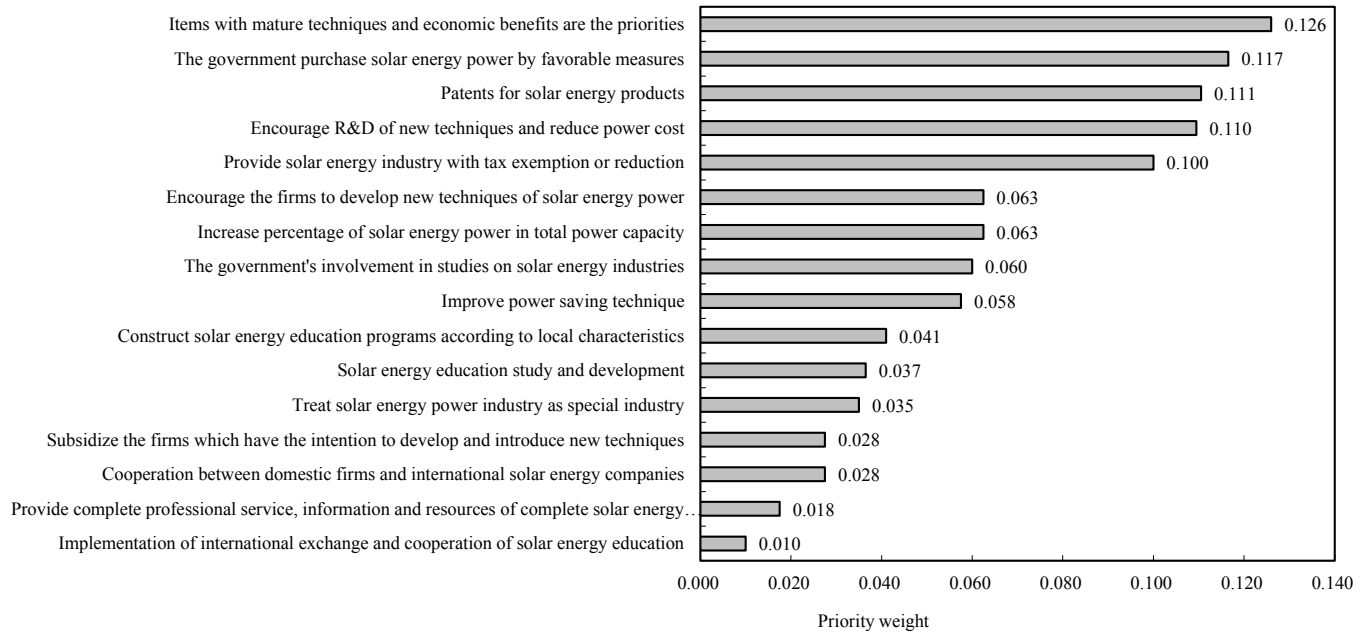 Items with mature techniques and economic benefits are the priorities 0.126
The government purchase solar energy power by favorable measures 0.117
Patents for solar energy products 0.111
Encourage R&D of new techniques and reduce power cost 0.110
Provide solar energy industry with tax exemption or reduction 0.100
Encourage the firms to develop new techniques of solar energy power 0.063
Increase percentage of solar energy power in total power capacity 0.063
The government's involvement in studies on solar energy industries 0.060
Improve power saving technique 0.058
Construct solar energy education programs according to local characteristics 0.041
Solar energy education study and development 0.037
Treat solar energy power industry as special industry 0.035
Subsidize the firms which have the intention to develop and introduce new techniques 0.028
Cooperation between domestic firms and international solar energy companies 0.028
Provide complete professional service, information and resources of complete solar energy… 0.018
Implementation of international exchange and cooperation of solar energy education 0.010
0.000 0.020 0.040 0.060 0.080 0.100 0.120 0.140
Priority weight